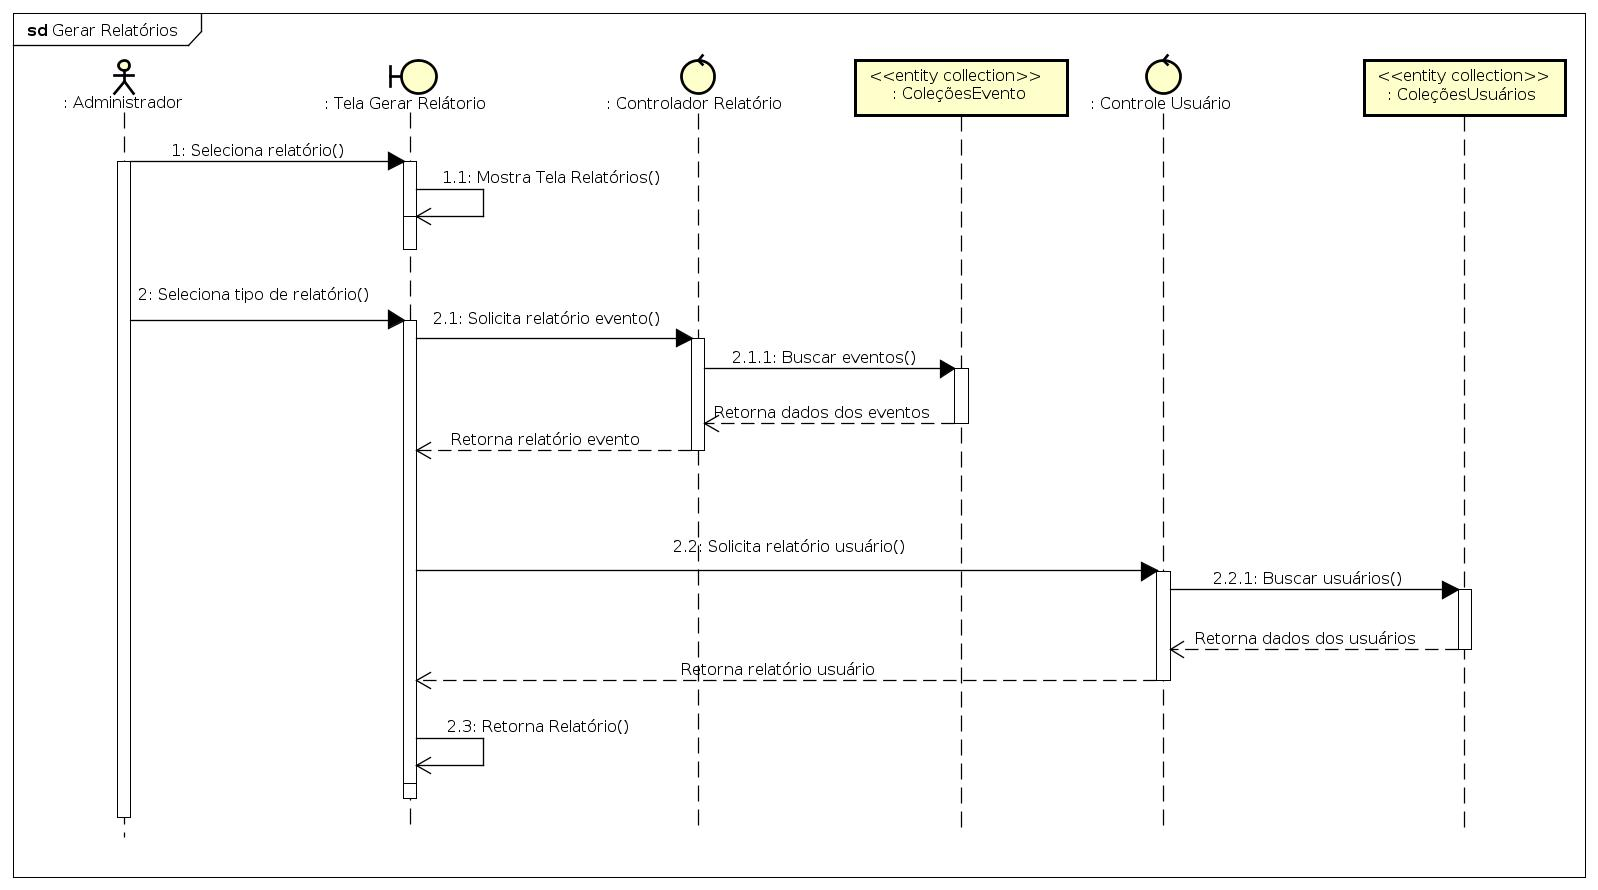 sd Gerar Relatórios
: Administrador
: Tela Gerar Relátorio
: Controlador Relatório
<<entity collection>>
: ColeçõesEvento
: Controle Usuário
<<entity collection>>
: ColeçõesUsuários
1: Seleciona relatório()
1.1: Mostra Tela Relatórios()
2: Seleciona tipo de relatório()
2.1: Solicita relatório evento()
2.1.1: Buscar eventos()
Retorna dados dos eventos
Retorna relatório evento
2.2: Solicita relatório usuário()
2.2.1: Buscar usuários()
Retorna dados dos usuários
Retorna relatório usuário
2.3: Retorna Relatório()